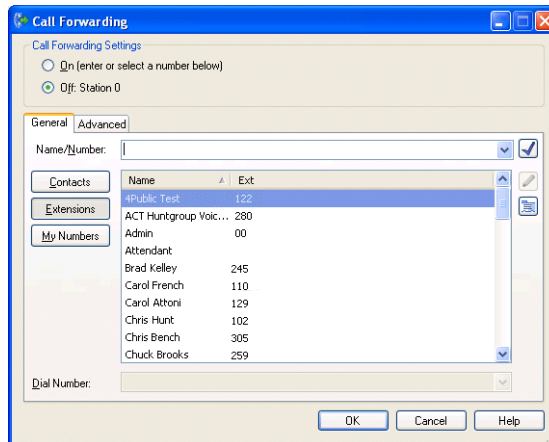 Call Forwarding
Call Forwarding Settings
On (enter or select a number below)
Off: Station 0
General Advanced
Name/Number:
Contacts
Extensions
My Numbers
Name Ext
4Public Test 122
ACT Huntgroup Voic... 280
Admin 00
Attendant
Brad Kelley 245
Carol French 110
Carol Attoni 129
Chris Hunt 102
Chris Bench 305
Chuck Brooks 259
Dial Number:
OK Cancel Help